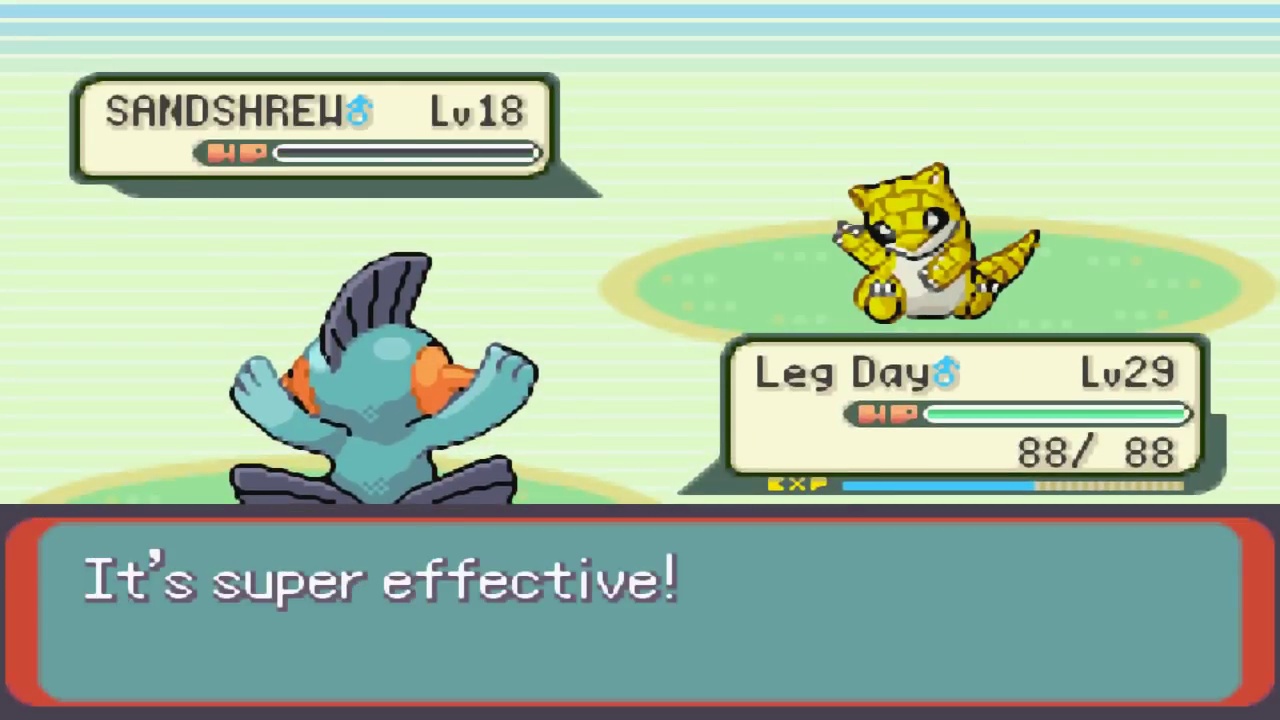 SANDSHREW♂ Lv18
HP
Leg Day♂ Lv29
HP
88/ 88
EXP
It's super effective!